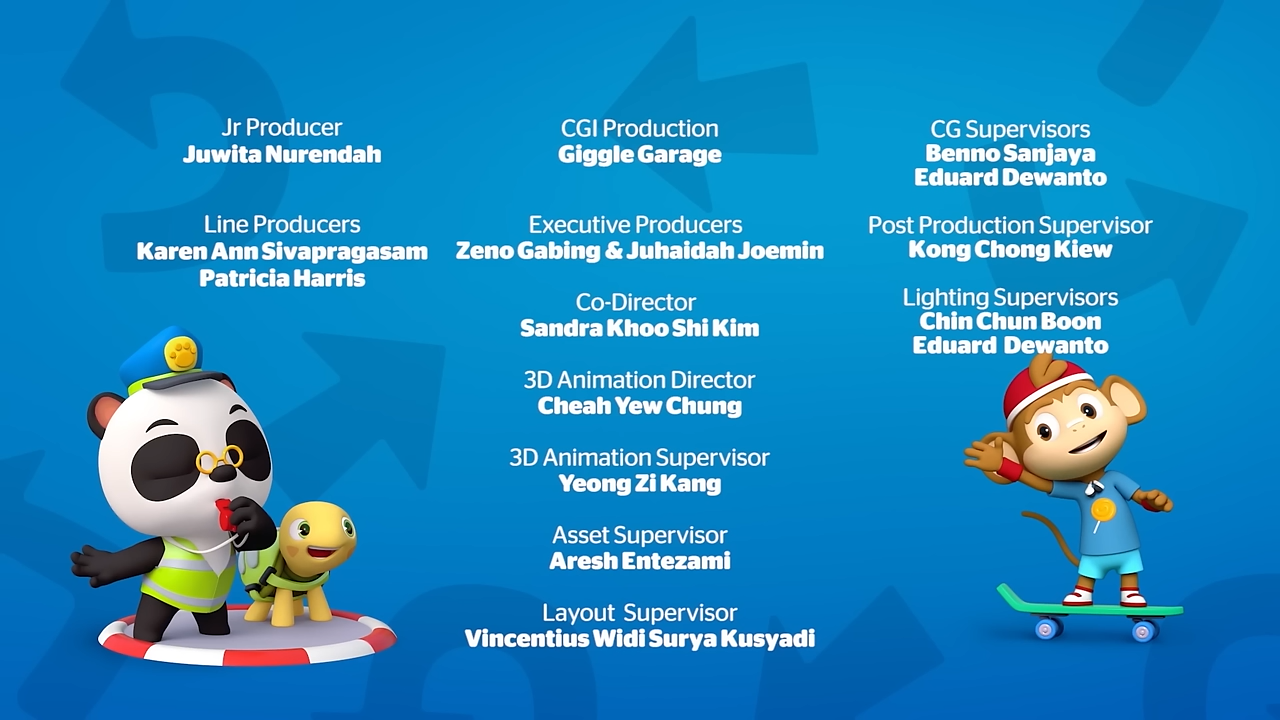 Jr Producer
Juwita Nurendah
Line Producers
Karen Ann Sivapragasam
Patricia Harris
CGI Production
Giggle Garage
Executive Producers
Zeno Gabing & Juhaidah Joemin
Co-Director
Sandra Khoo Shi Kim
3D Animation Director
Cheah Yew Chung
3D Animation Supervisor
Yeong Zi Kang
Asset Supervisor
Aresh Entezami
Layout Supervisor
Vincentius Widi Surya Kusyadi
CG Supervisors
Benno Sanjaya
Eduard Dewanto
Post Production Supervisor
Kong Chong Kiew
Lighting Supervisors
Chin Chun Boon
Eduard Dewanto